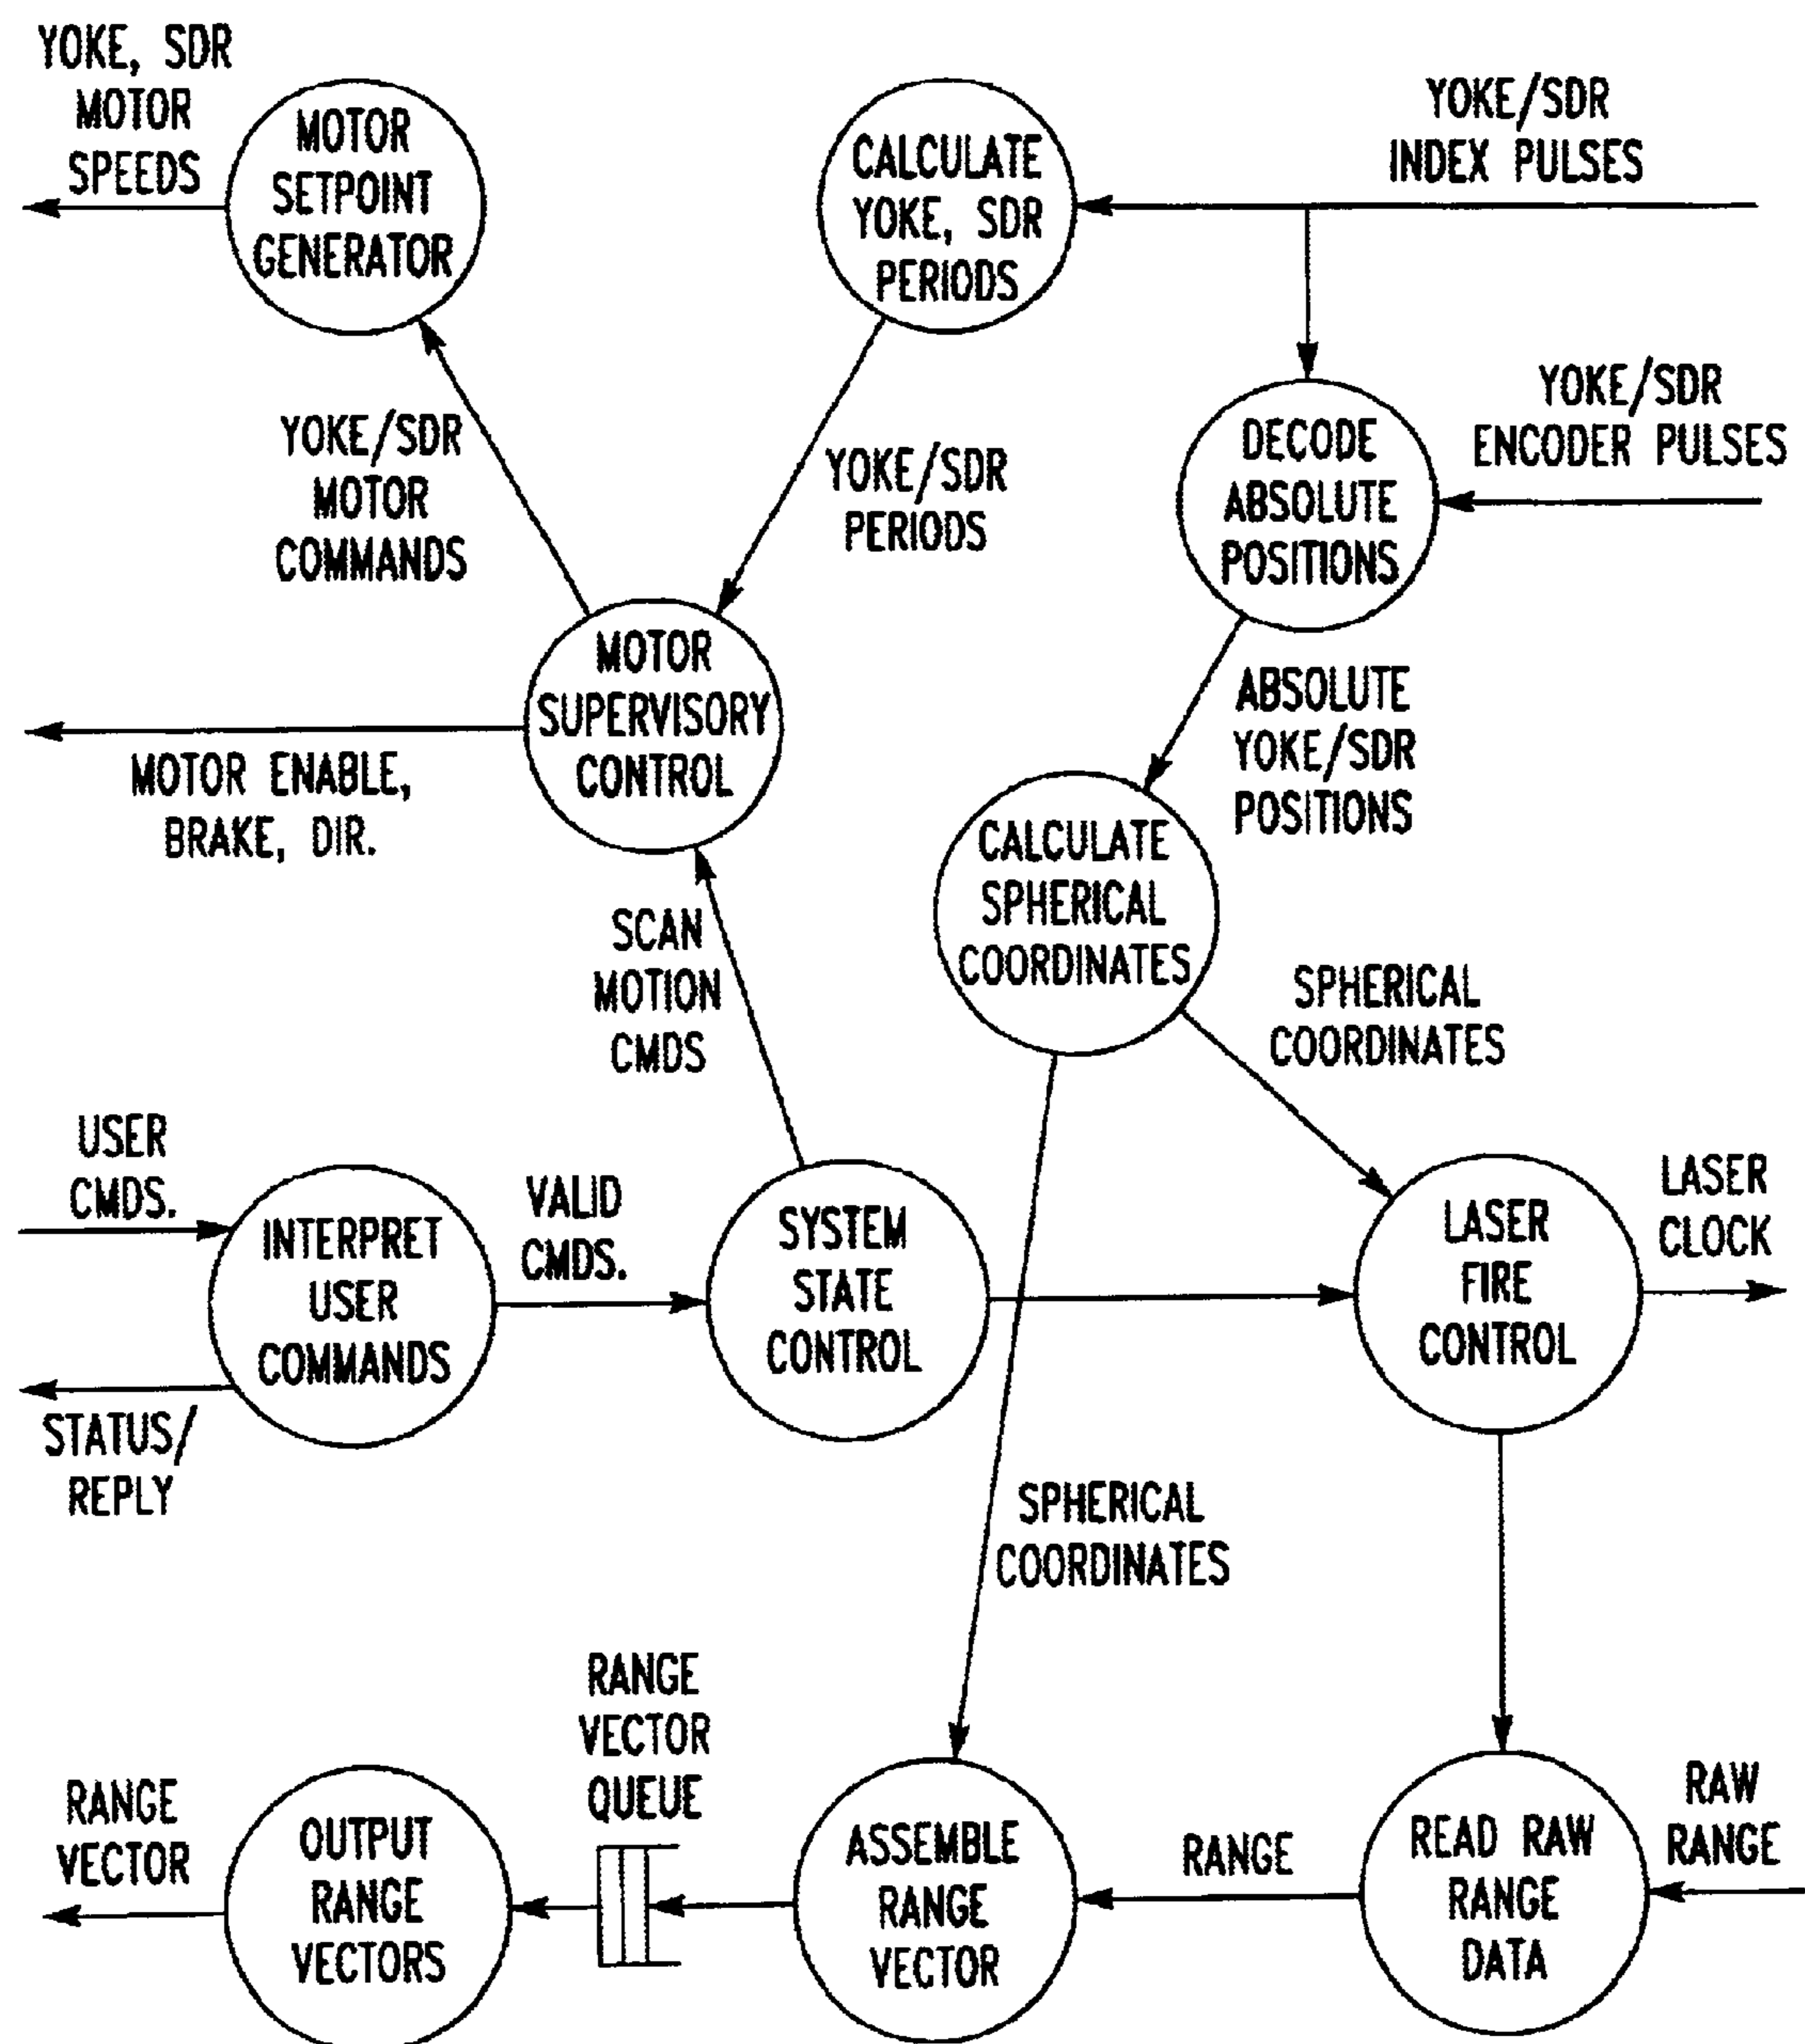 YOKE, SDR
MOTOR
SPEEDS
MOTOR
SETPOINT
GENERATOR
CALCULATE
YOKE, SDR
PERIODS
YOKE/SDR
INDEX PULSES
YOKE/SDR
MOTOR
COMMANDS
YOKE/SDR
PERIODS
DECODE
ABSOLUTE
POSITIONS
YOKE/SDR
ENCODER PULSES
MOTOR
SUPERVISORY
CONTROL
MOTOR ENABLE,
BRAKE, DIR.
ABSOLUTE
YOKE/SDR
POSITIONS
CALCULATE
SPHERICAL
COORDINATES
SCAN
MOTION
CMDS
SPHERICAL
COORDINATES
USER
CMDS.
INTERPRET
USER
COMMANDS
STATUS/
REPLY
VALID
CMDS.
SYSTEM
STATE
CONTROL
LASER
FIRE
CONTROL
LASER
CLOCK
SPHERICAL
COORDINATES
RANGE
VECTOR
OUTPUT
RANGE
VECTORS
RANGE
VECTOR
QUEUE
ASSEMBLE
RANGE
VECTOR
RANGE
READ RAW
RANGE
DATA
RAW
RANGE